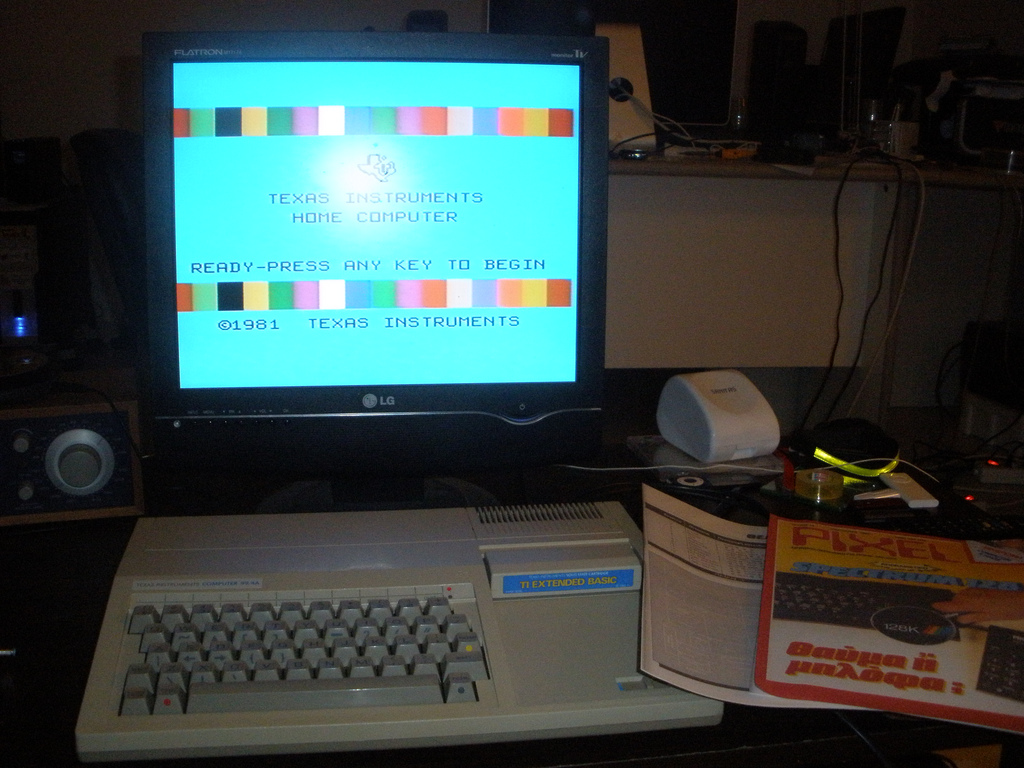 FLATRON
TEXAS INSTRUMENTS
HOME COMPUTER
READY-PRESS ANY KEY TO BEGIN
©1981 TEXAS INSTRUMENTS
LG
TEXAS INSTRUMENTS COMPUTER 99/4A
TI EXTENDED BASIC
PIXEL
SPECTRUM
128K
θαύμα ή
μαλόφα;